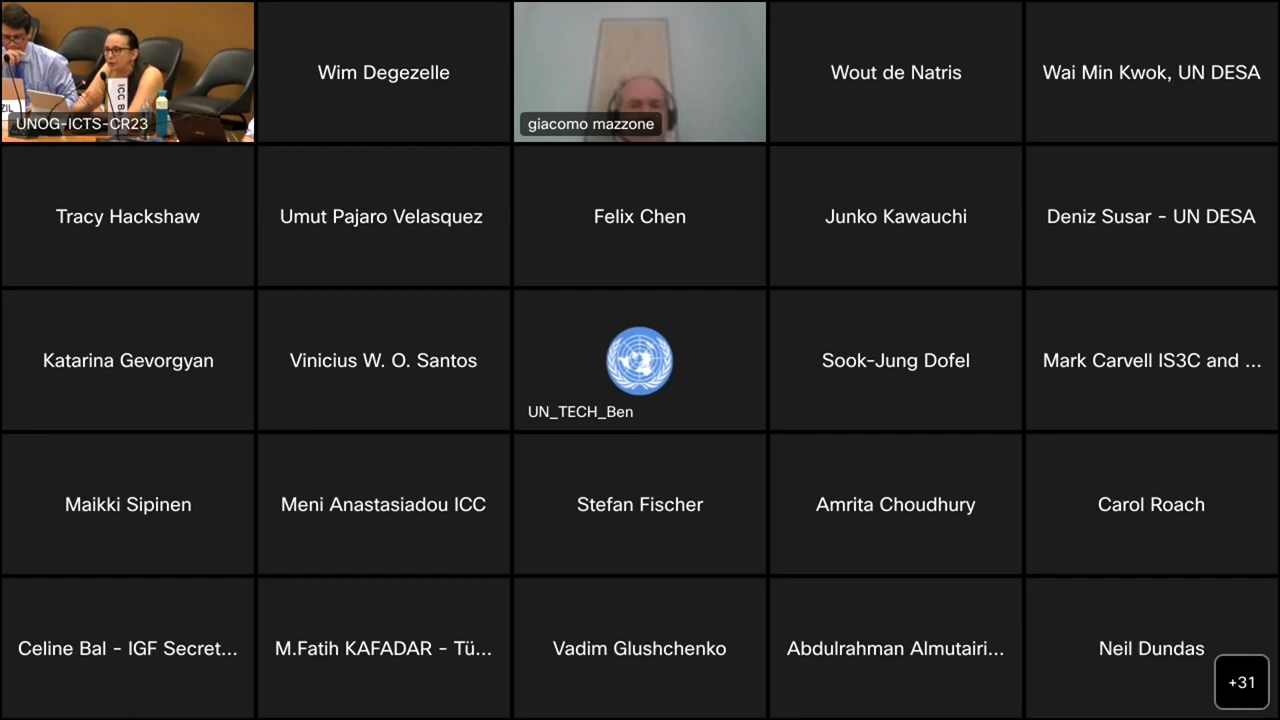 ZIL
ICC B
UNOG-ICTS-CR23
Wim Degezelle
giacomo mazzone
Wout de Natris
Wai Min Kwok, UN DESA
Tracy Hackshaw
Umut Pajaro Velasquez
Felix Chen
Junko Kawauchi
Deniz Susar - UN DESA
Katarina Gevorgyan
Vinicius W. O. Santos
UN_TECH_Ben
Sook-Jung Dofel
Mark Carvell IS3C and ...
Maikki Sipinen
Meni Anastasiadou ICC
Stefan Fischer
Amrita Choudhury
Carol Roach
Celine Bal - IGF Secret...
M.Fatih KAFADAR - Tü...
Vadim Glushchenko
Abdulrahman Almutairi...
Neil Dundas
+31